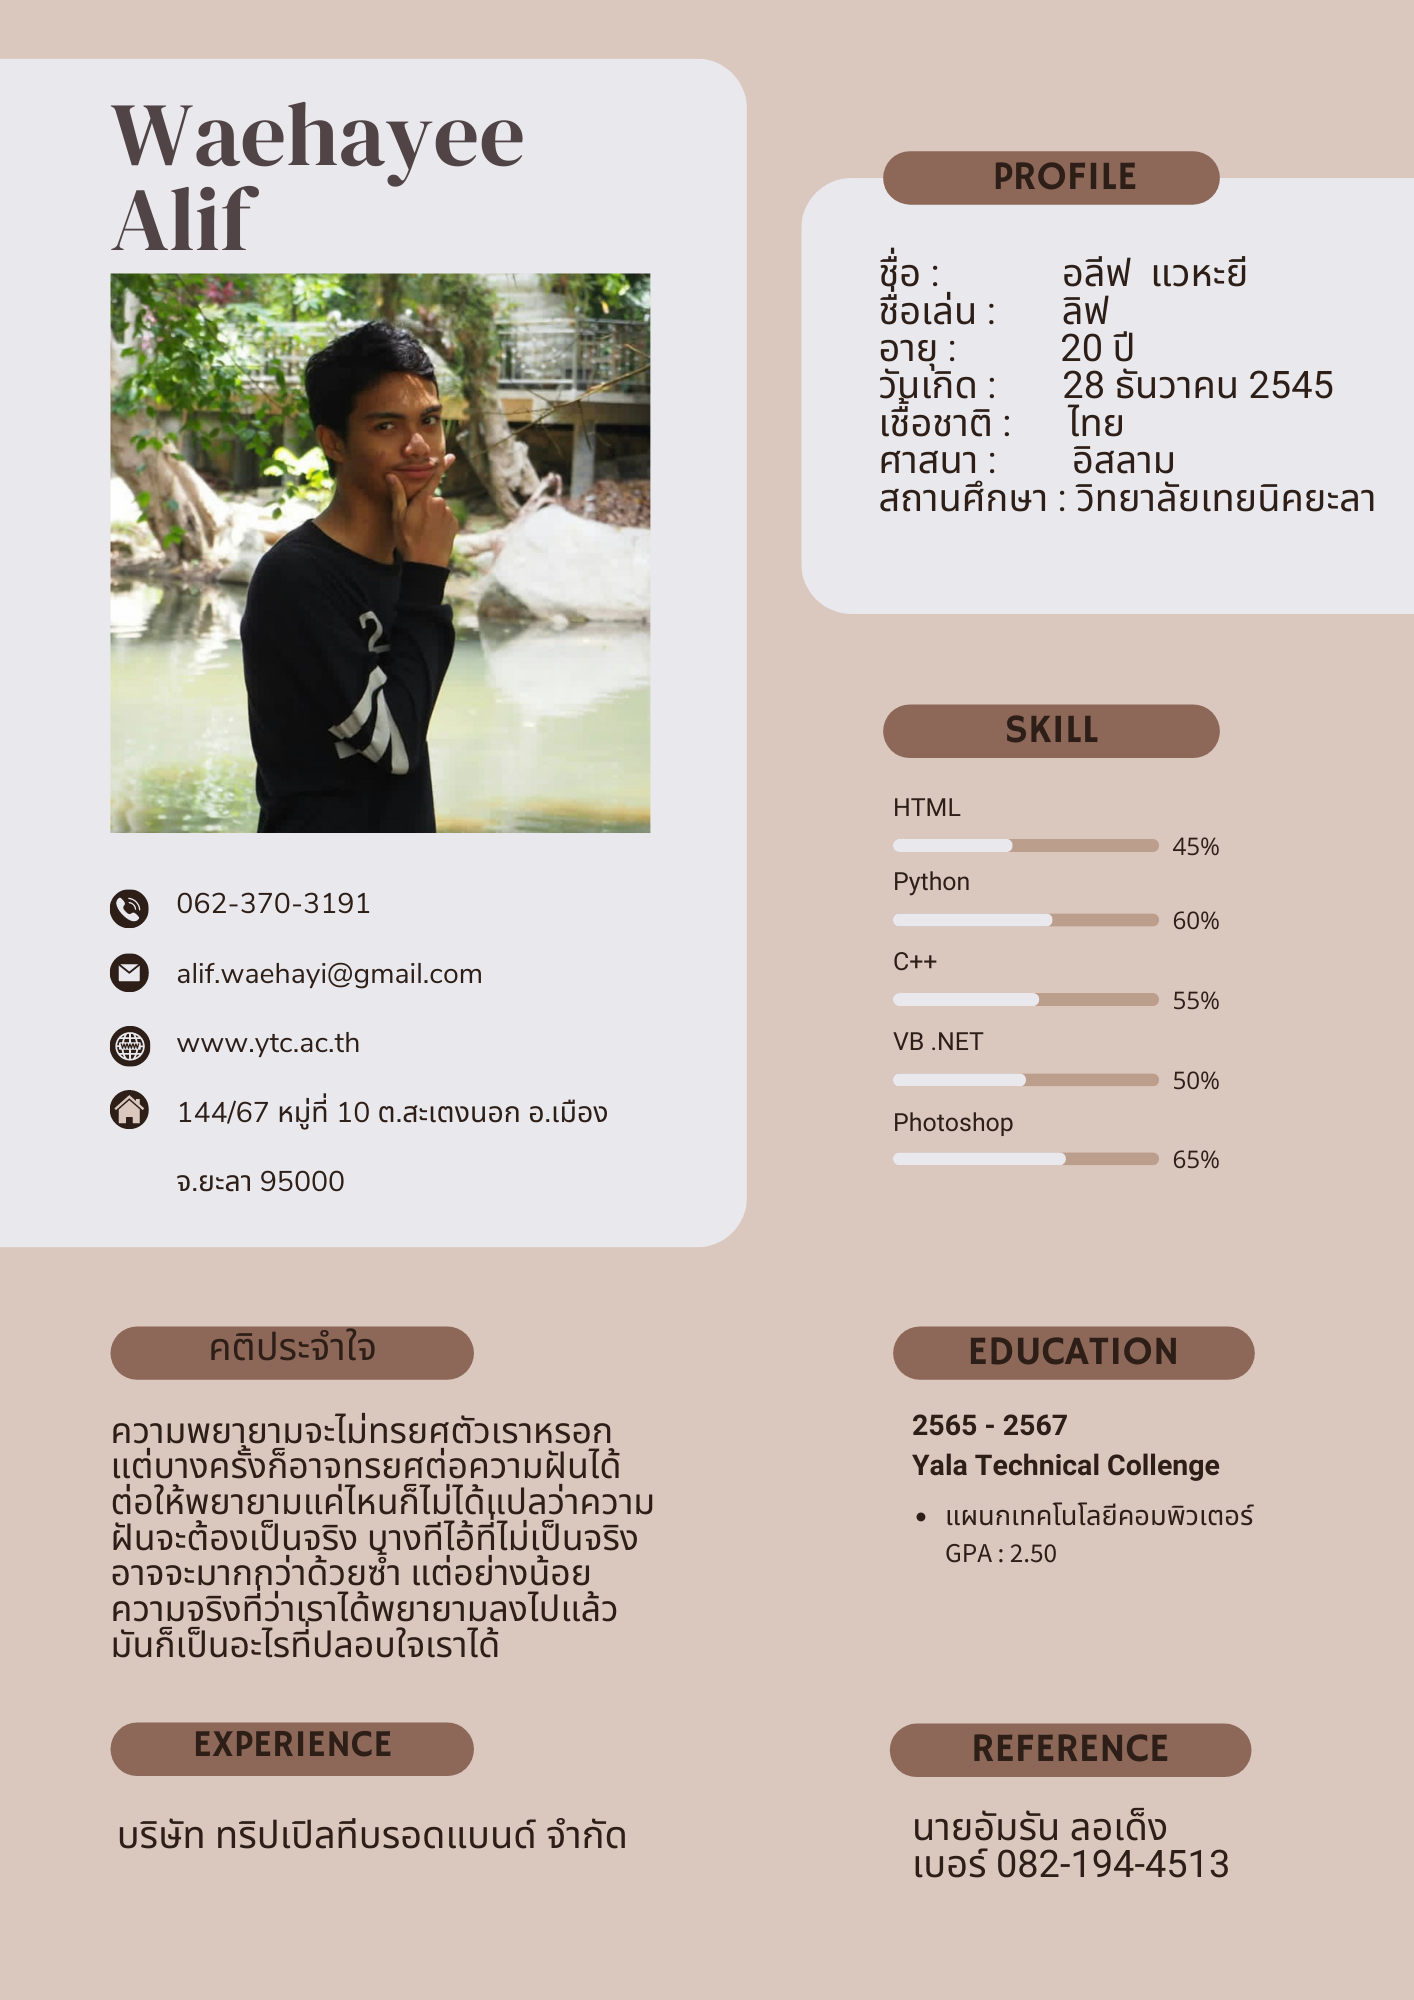 Waehayee
Alif
062-370-3191
alif.waehayi@gmail.com
www.ytc.ac.th
144/67 หมู่ที่ 10 ต.สะเตงนอก อ.เมือง
จ.ยะลา 95000
PROFILE
ชื่อ : อลีฟ แวหะยี
ชื่อเล่น : ลิฟ
อายุ : 20 ปี
วันเกิด : 28 ธันวาคน 2545
เชื้อชาติ : ไทย
ศาสนา : อิสลาม
สถานศึกษา : วิทยาลัยเทยนิคยะลา
SKILL
HTML
45%
Python
60%
C++
55%
VB .NET
50%
Photoshop
65%
คติประจำใจ
ความพยายามจะไม่ทรยศตัวเราหรอก
แต่บางครั้งก็อาจทรยศต่อความฝันได้
ต่อให้พยายามแค่ไหนก็ไม่ได้แปลว่าความ
ฝันจะต้องเป็นจริง บางทีไอ้ที่ไม่เป็นจริง
อาจจะมากกว่าด้วยซ้ำ แต่อย่างน้อย
ความจริงที่ว่าเราได้พยายามลงไปแล้ว
มันก็เป็นอะไรที่ปลอบใจเราได้
EDUCATION
2565 - 2567
Yala Technical Collenge
• แผนกเทคโนโลยีคอมพิวเตอร์
GPA : 2.50
EXPERIENCE
บริษัท ทริปเปิลทีบรอดแบนด์ จำกัด
REFERENCE
นายอัมรัน ลอเด็ง
เบอร์ 082-194-4513